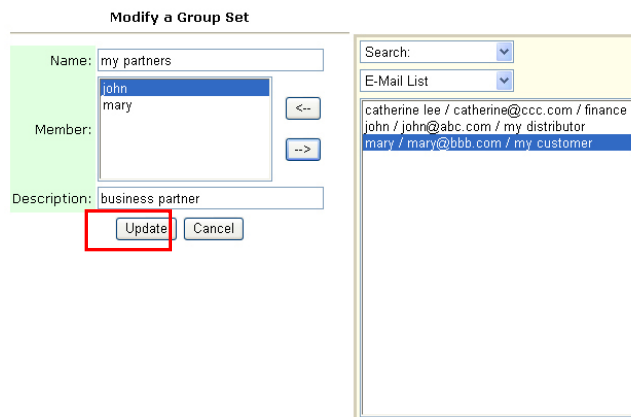 Modify a Group Set
Name: my partners
Member:
john
mary
<--
-->
Description: business partner
Update Cancel
Search:
E-Mail List
catherine lee / catherine@ccc.com / finance
john / john@abc.com / my distributor
mary / mary@bbb.com / my customer